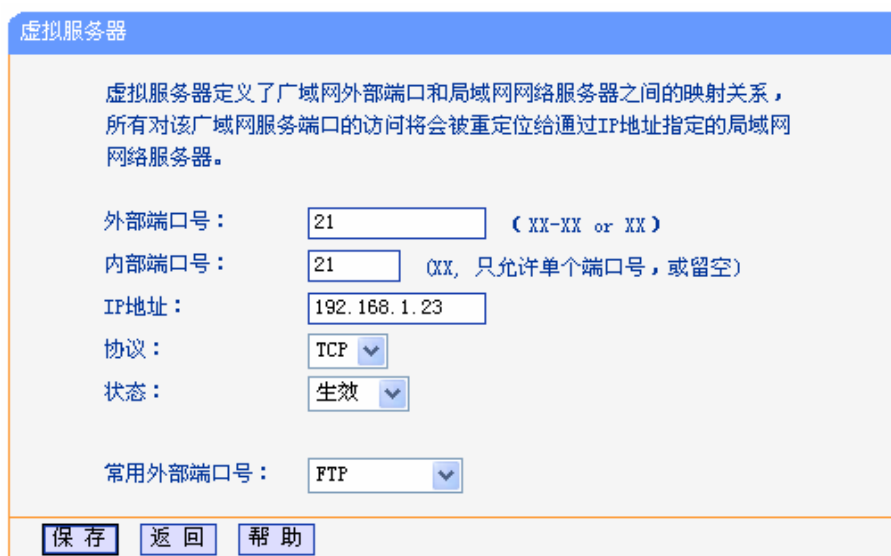 虚拟服务器
虚拟服务器定义了广域网外部端口和局域网网络服务器之间的映射关系，
所有对该广域网服务端口的访问将会被重定位给通过IP地址指定的局域网
网络服务器。
外部端口号： 21 （XX-XX or XX）
内部端口号： 21 (XX, 只允许单个端口号，或留空)
IP地址： 192.168.1.23
协议： TCP
状态： 生效
常用外部端口号： FTP
保 存 返 回 帮 助